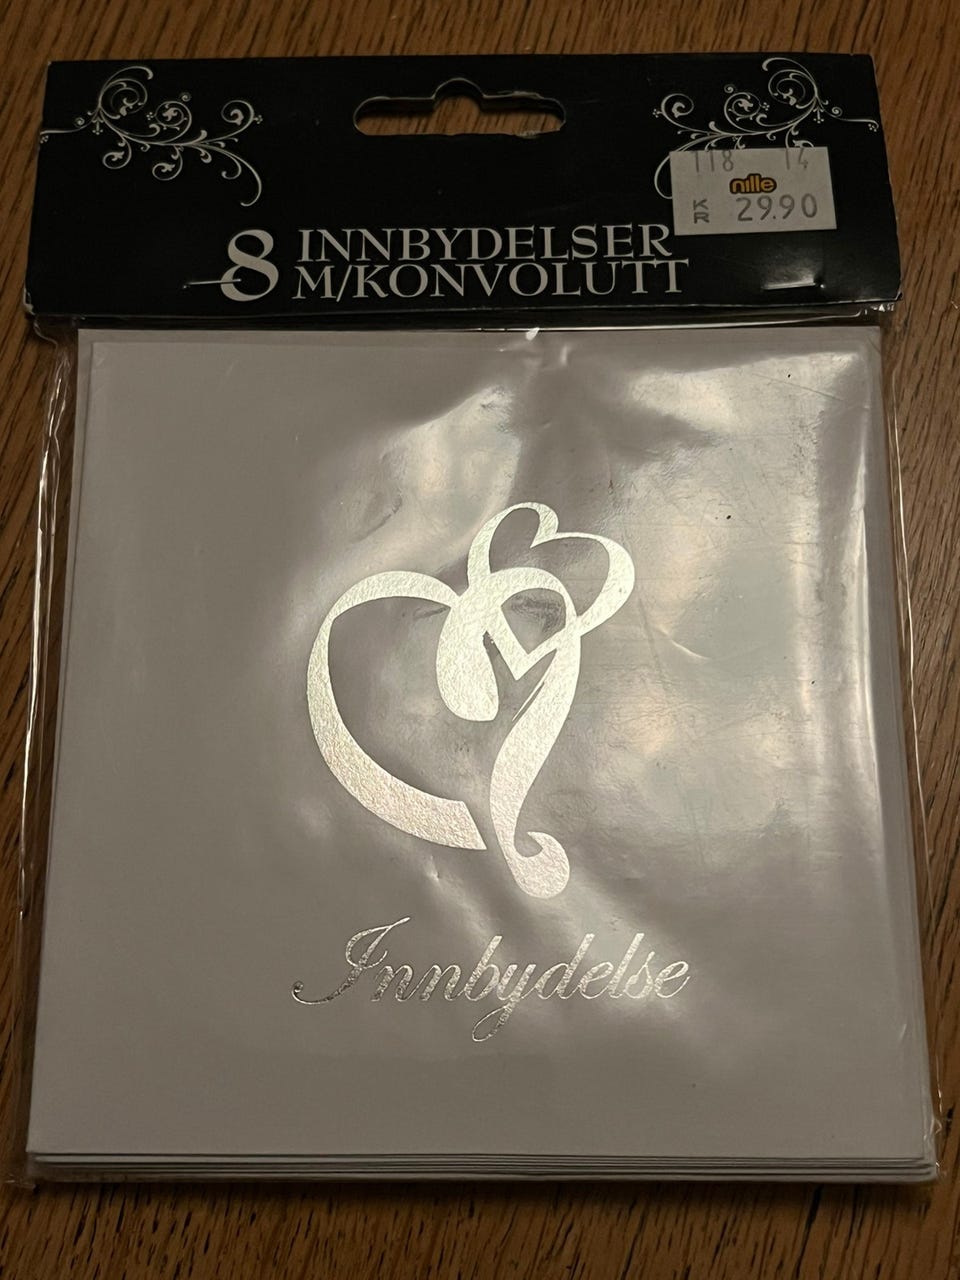 118 14
nille
KR 29.90
8 INNBYDELSER
M/KONVOLUTT
Innbydelse